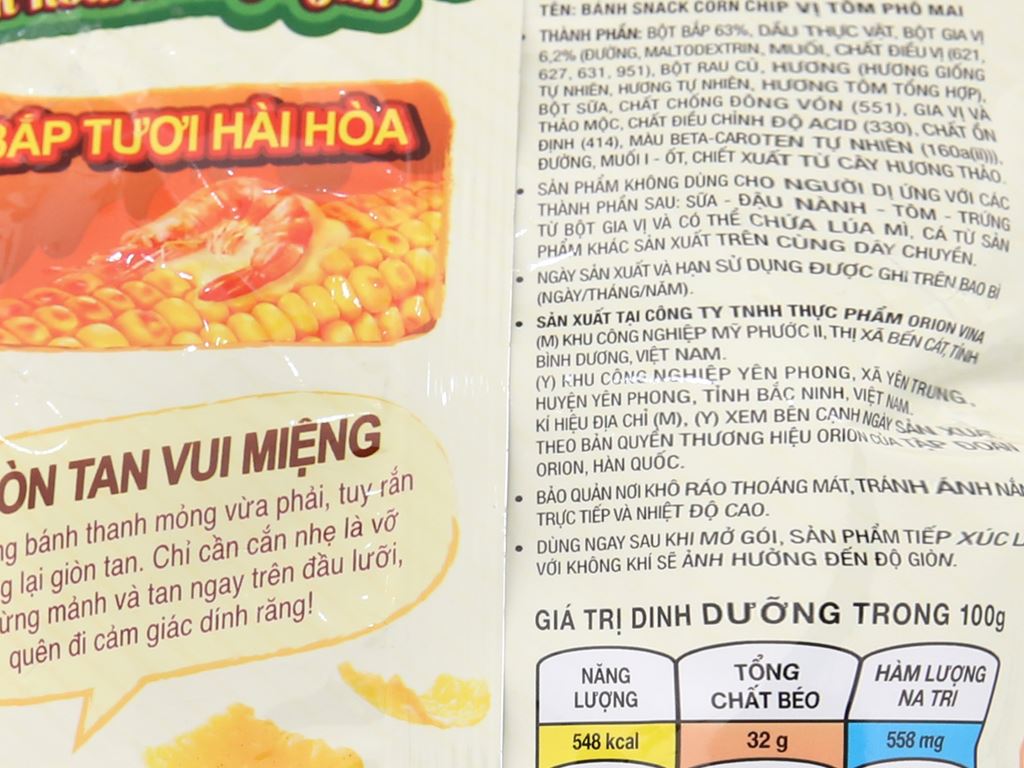 BẮP TƯƠI HÀI HÒA
ÒN TAN VUI MIỆNG
ng bánh thanh mỏng vừa phải, tuy rắn
g lại giòn tan. Chỉ cần cắn nhẹ là vỡ
ừng mảnh và tan ngay trên đầu lưỡi,
quên đi cảm giác dính răng!
TÊN: BÁNH SNACK CORN CHIP VỊ TÔM PHÔ MAI
• THÀNH PHẦN: BỘT BẮP 63%, DẦU THỰC VẬT, BỘT GIA VỊ
6,2% (ĐƯỜNG, MALTODEXTRIN, MUỐI, CHẤT ĐIỀU VỊ (621,
627, 631, 951), BỘT RAU CỦ, HƯƠNG (HƯƠNG GIỐNG
TỰ NHIÊN, HƯƠNG TỰ NHIÊN, HƯƠNG TÔM TỔNG HỢP),
BỘT SỮA, CHẤT CHỐNG ĐÔNG VÓN (551), GIA VỊ VÀ
THẢO MỘC, CHẤT ĐIỀU CHỈNH ĐỘ ACID (330), CHẤT ỔN
ĐỊNH (414), MÀU BETA-CAROTEN TỰ NHIÊN (160a(ii))),
ĐƯỜNG, MUỐI I - ỐT, CHIẾT XUẤT TỪ CÂY HƯƠNG THẢO.
• SẢN PHẨM KHÔNG DÙNG CHO NGƯỜI DỊ ỨNG VỚI CÁC
THÀNH PHẦN SAU: SỮA - ĐẬU NÀNH - TÔM - TRỨNG
TỪ BỘT GIA VỊ VÀ CÓ THỂ CHỨA LÚA MÌ, CÁ TỪ SẢN
PHẨM KHÁC SẢN XUẤT TRÊN CÙNG DÂY CHUYỀN.
• NGÀY SẢN XUẤT VÀ HẠN SỬ DỤNG ĐƯỢC GHI TRÊN BAO BÌ
(NGÀY/THÁNG/NĂM).
• SẢN XUẤT TẠI CÔNG TY TNHH THỰC PHẨM ORION VINA
(M) KHU CÔNG NGHIỆP MỸ PHƯỚC II, THỊ XÃ BẾN CÁT, TỈNH
BÌNH DƯƠNG, VIỆT NAM.
(Y) KHU CÔNG NGHIỆP YÊN PHONG, XÃ YÊN TRUNG,
HUYỆN YÊN PHONG, TỈNH BẮC NINH, VIỆT NAM.
KÍ HIỆU ĐỊA CHỈ (M), (Y) XEM BÊN CẠNH NGÀY SẢN XUẤT
THEO BẢN QUYỀN THƯƠNG HIỆU ORION CỦA TẬP ĐOÀN
ORION, HÀN QUỐC.
• BẢO QUẢN NƠI KHÔ RÁO THOÁNG MÁT, TRÁNH ÁNH NẮN
TRỰC TIẾP VÀ NHIỆT ĐỘ CAO.
• DÙNG NGAY SAU KHI MỞ GÓI, SẢN PHẨM TIẾP XÚC L
VỚI KHÔNG KHÍ SẼ ẢNH HƯỞNG ĐẾN ĐỘ GIÒN.
GIÁ TRỊ DINH DƯỠNG TRONG 100g
NĂNG LƯỢNG
548 kcal
TỔNG CHẤT BÉO
32 g
HÀM LƯỢNG NA TRI
558 mg